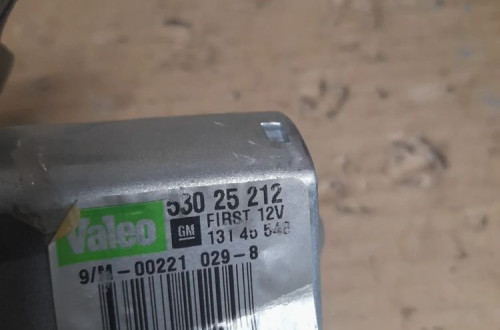 Valeo
530 25 212
GM
FIRST 12V
131 45 548
9/M-00221 029-8